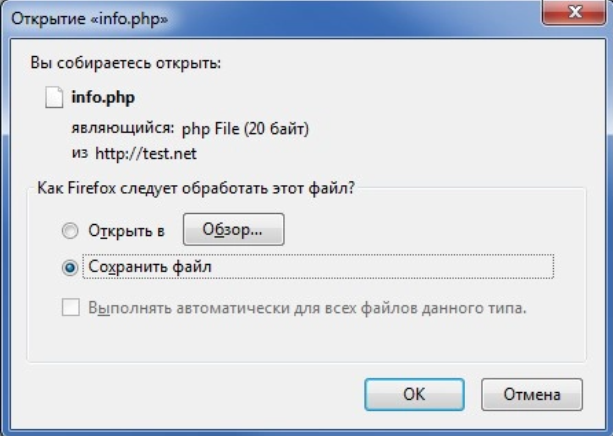 Открытие «info.php»
Вы собираетесь открыть:
info.php
являющийся: php File (20 байт)
из http://test.net
Как Firefox следует обработать этот файл?
Открыть в Обзор...
Сохранить файл
Выполнять автоматически для всех файлов данного типа.
OK Отмена